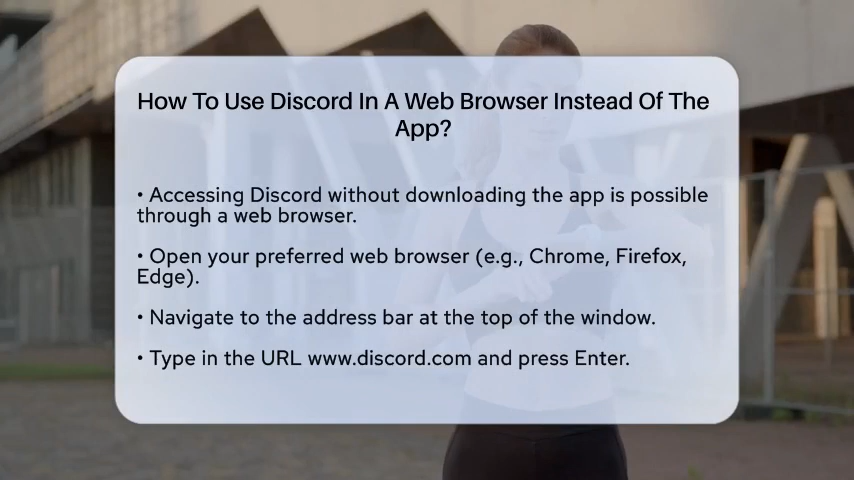 How To Use Discord In A Web Browser Instead Of The
App?
• Accessing Discord without downloading the app is possible
through a web browser.
• Open your preferred web browser (e.g., Chrome, Firefox,
Edge).
• Navigate to the address bar at the top of the window.
• Type in the URL www.discord.com and press Enter.